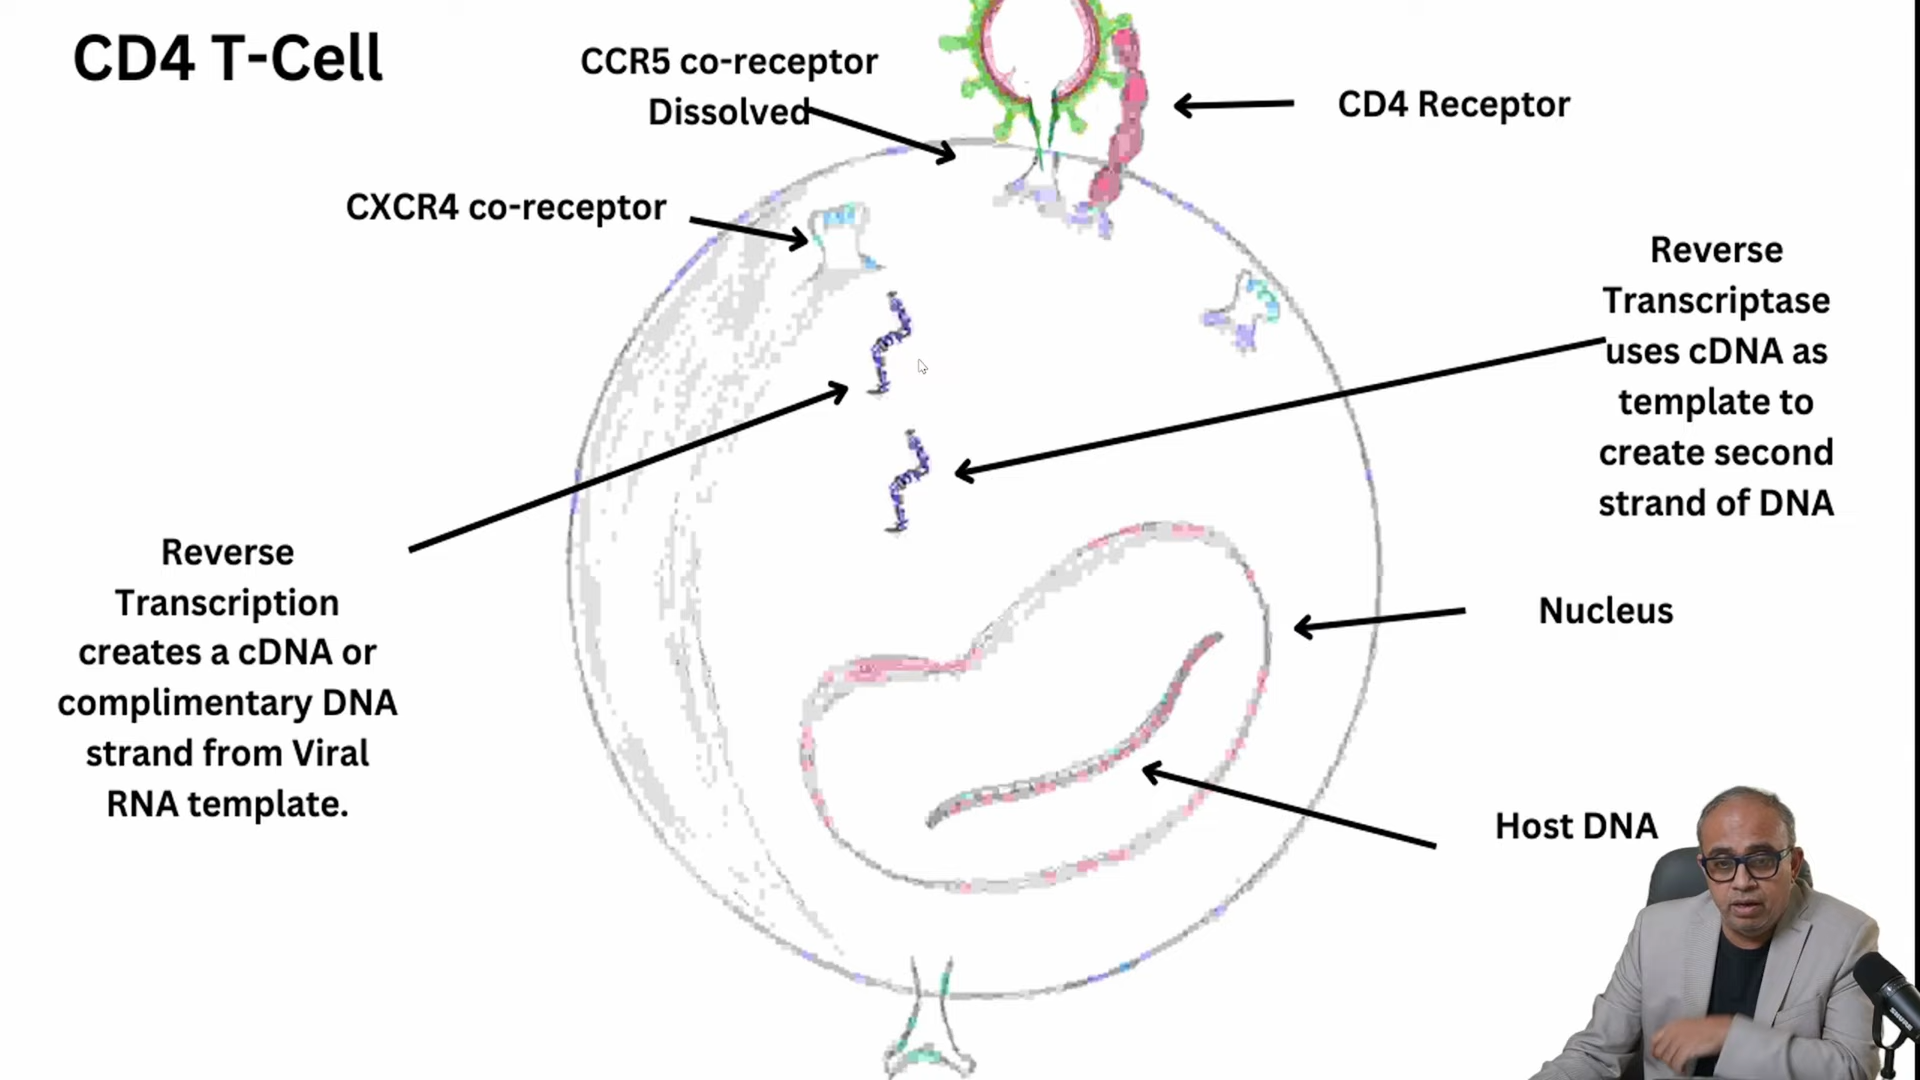 CD4 T-Cell
CCR5 co-receptor
Dissolved
CD4 Receptor
CXCR4 co-receptor
Reverse
Transcriptase
uses cDNA as
template to
create second
strand of DNA
Reverse
Transcription
creates a cDNA or
complimentary DNA
strand from Viral
RNA template.
Nucleus
Host DNA
SHURE